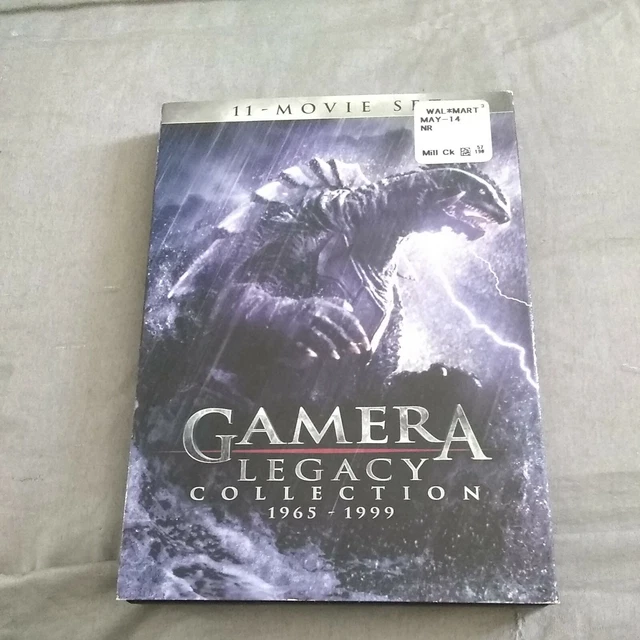 11-MOVIE SE
WAL*MART
MAY-14
NR
Mill Ck
GAMERA
LEGACY
COLLECTION
1965 - 1999